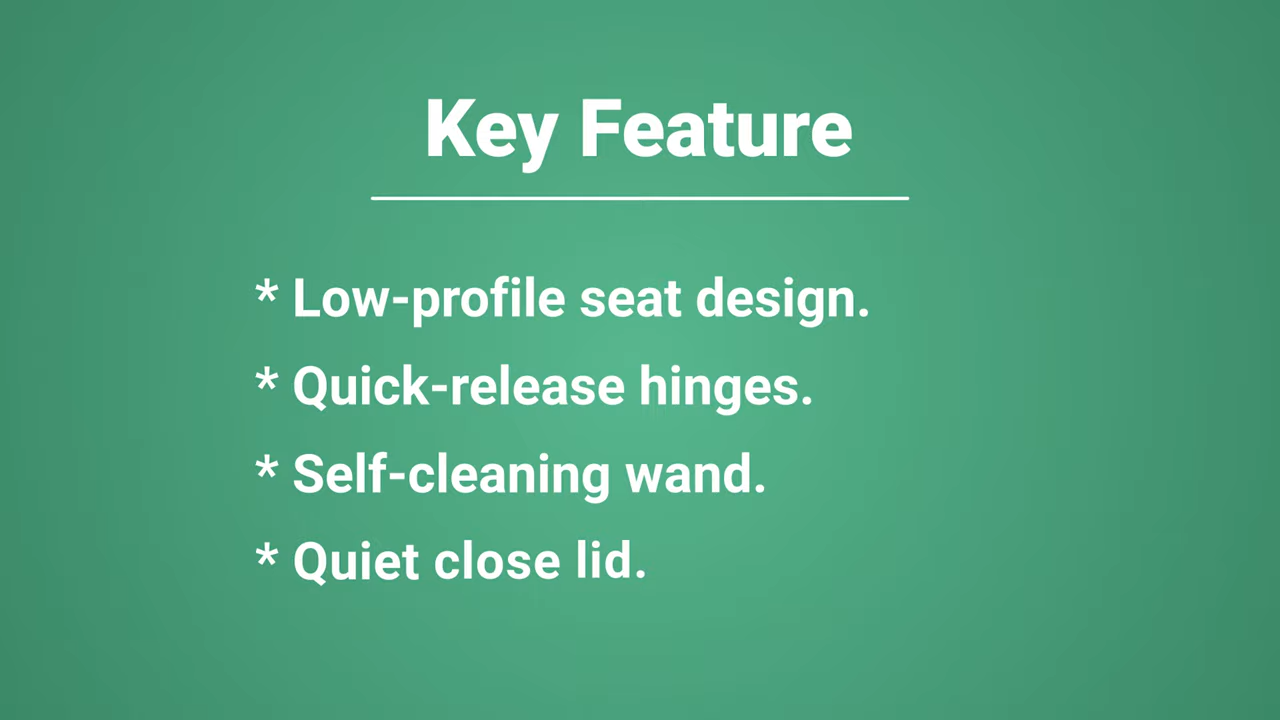 Key Feature
* Low-profile seat design.
* Quick-release hinges.
* Self-cleaning wand.
* Quiet close lid.